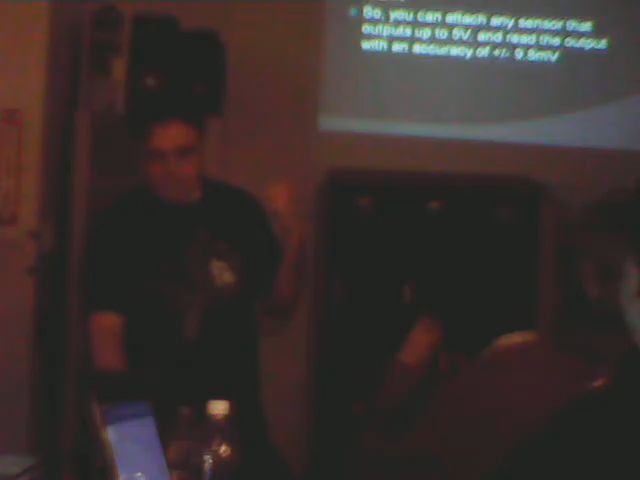 So, you can attach any sensor that
outputs up to 5V, and read the output
with an accuracy of +/- 9.8mV